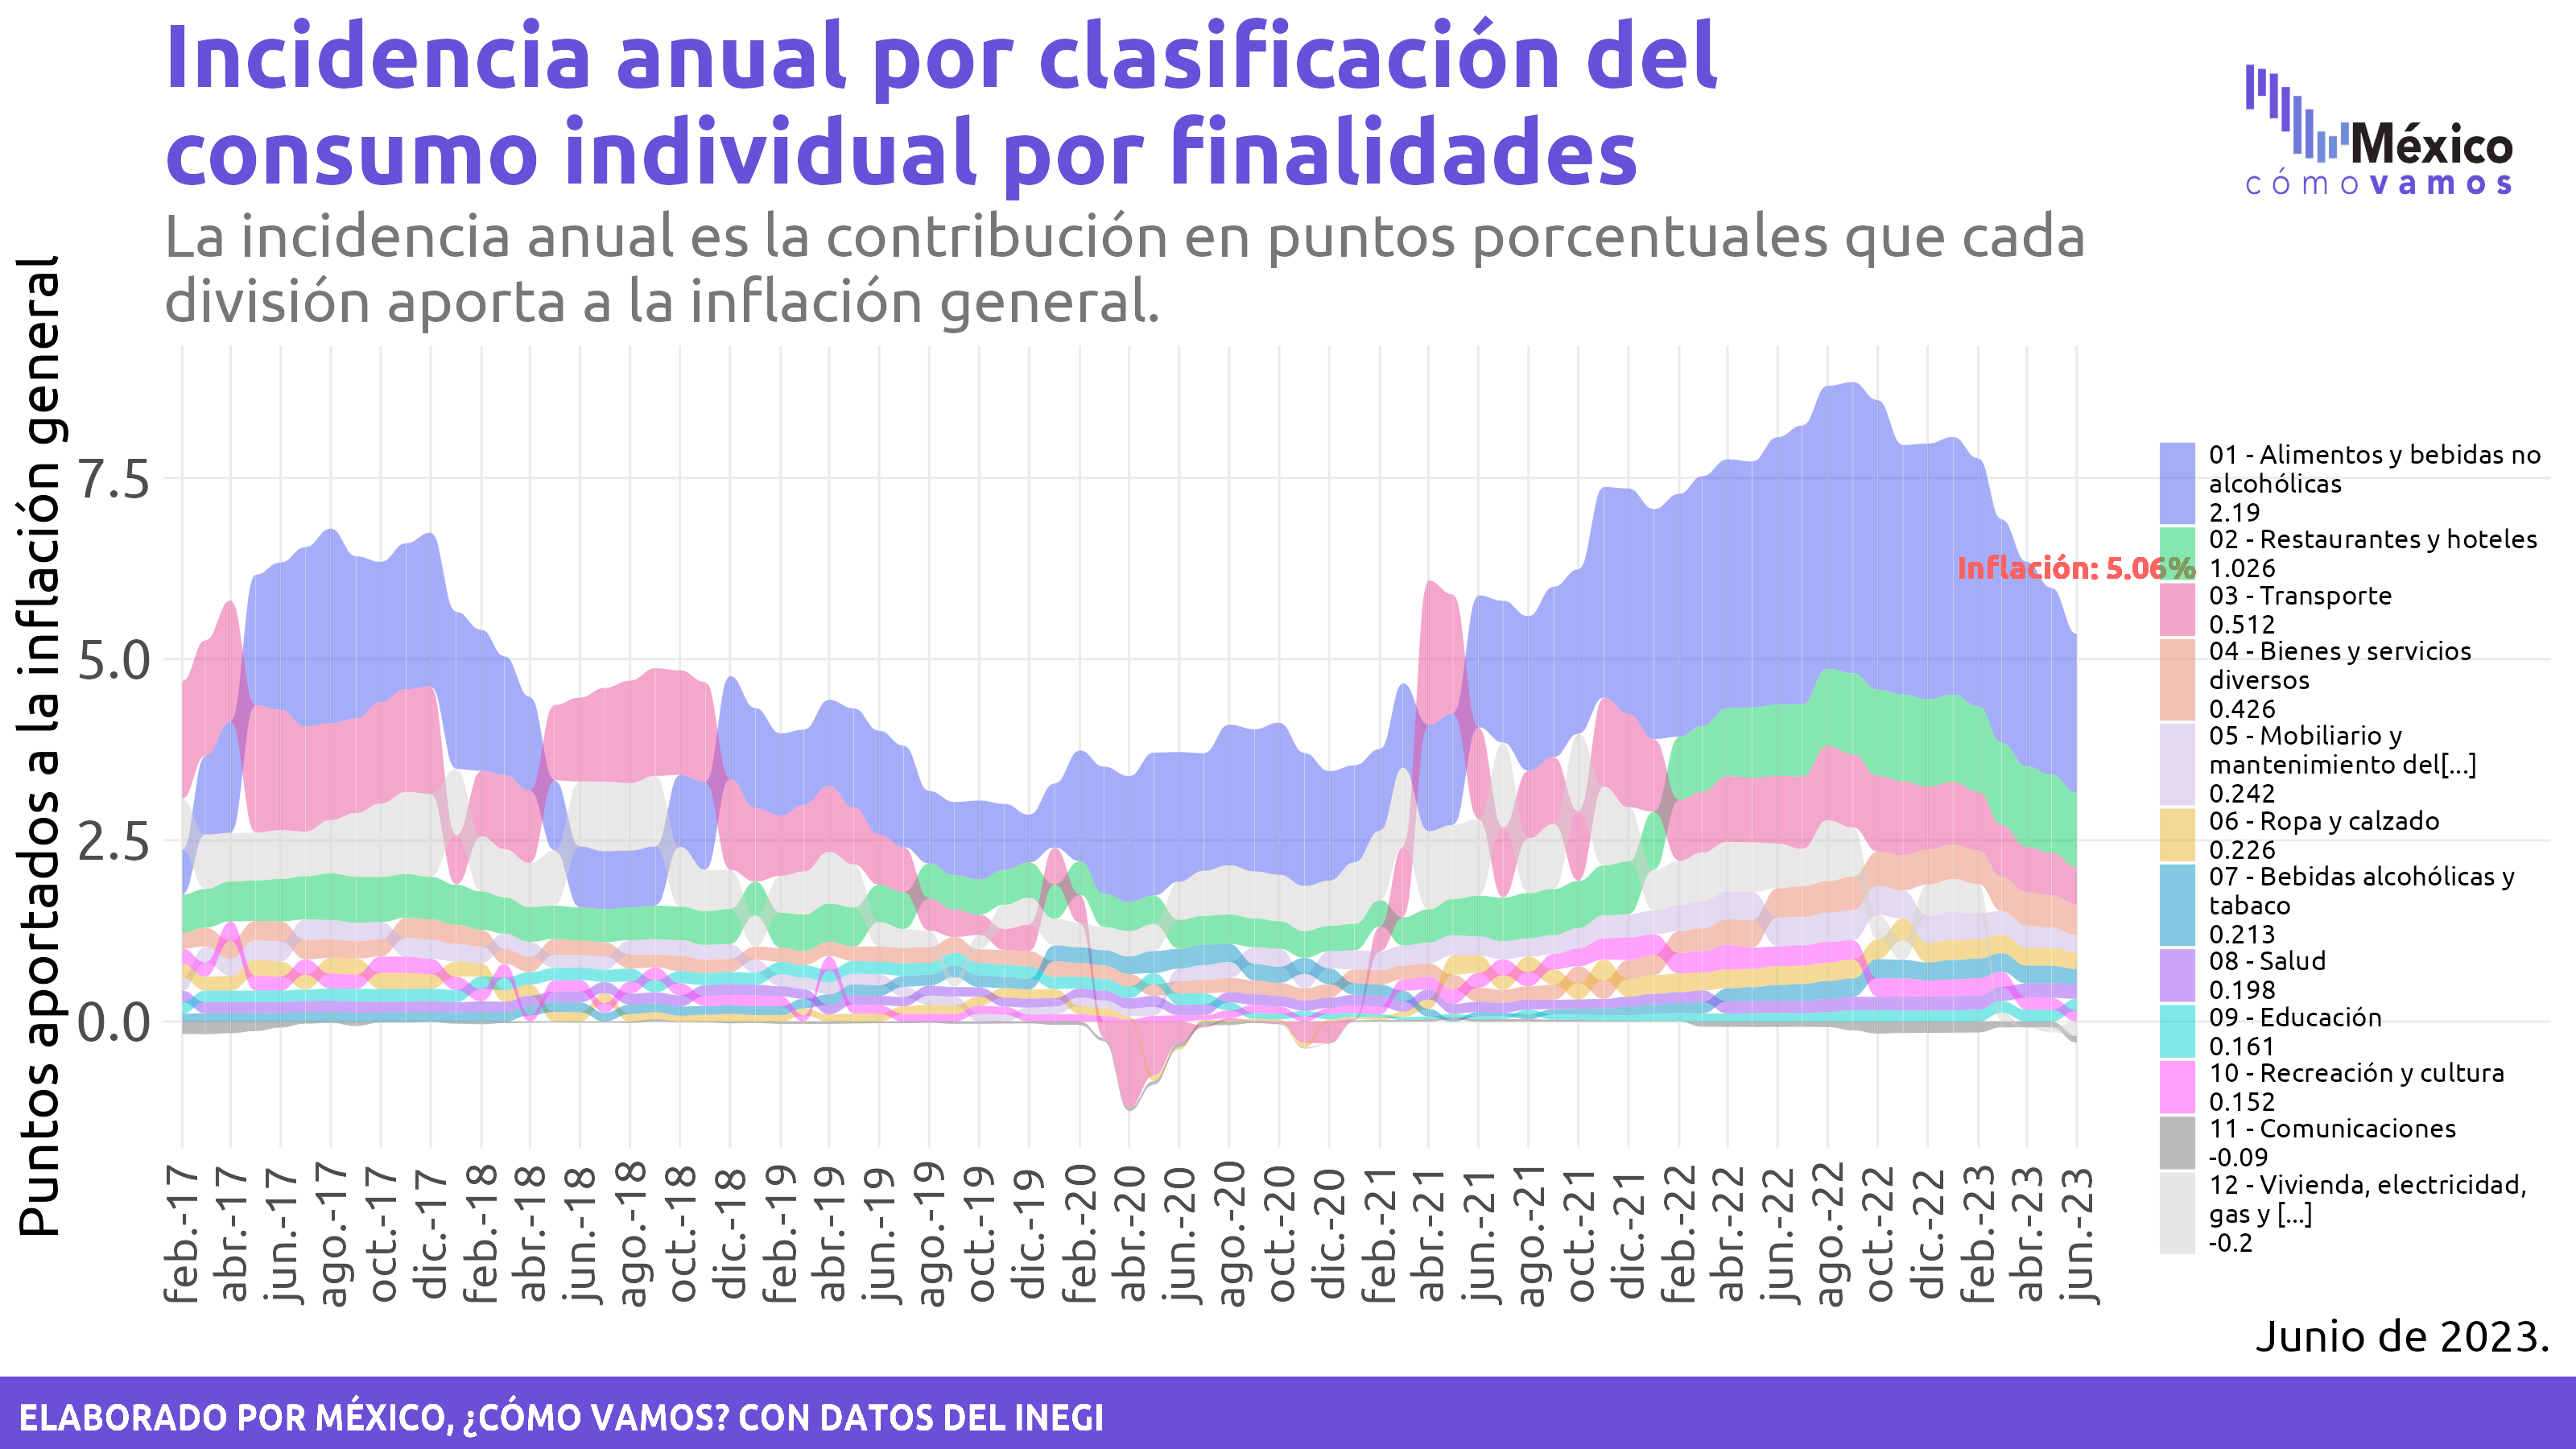 Incidencia anual por clasificación del
consumo individual por finalidades
La incidencia anual es la contribución en puntos porcentuales que cada
división aporta a la inflación general.
México
cómo vamos
Puntos aportados a la inflación general
7.5
5.0
2.5
0.0
Inflación: 5.06%
feb.-17
abr.-17
jun.-17
ago.-17
oct.-17
dic.-17
feb.-18
abr.-18
jun.-18
ago.-18
oct.-18
dic.-18
feb.-19
abr.-19
jun.-19
ago.-19
oct.-19
dic.-19
feb.-20
abr.-20
jun.-20
ago.-20
oct.-20
dic.-20
feb.-21
abr.-21
jun.-21
ago.-21
oct.-21
dic.-21
feb.-22
abr.-22
jun.-22
ago.-22
oct.-22
dic.-22
feb.-23
abr.-23
jun.-23
01 - Alimentos y bebidas no
alcohólicas
2.19
02 - Restaurantes y hoteles
1.026
03 - Transporte
0.512
04 - Bienes y servicios
diversos
0.426
05 - Mobiliario y
mantenimiento del[...]
0.242
06 - Ropa y calzado
0.226
07 - Bebidas alcohólicas y
tabaco
0.213
08 - Salud
0.198
09 - Educación
0.161
10 - Recreación y cultura
0.152
11 - Comunicaciones
-0.09
12 - Vivienda, electricidad,
gas y [...]
-0.2
Junio de 2023.
ELABORADO POR MÉXICO, ¿CÓMO VAMOS? CON DATOS DEL INEGI